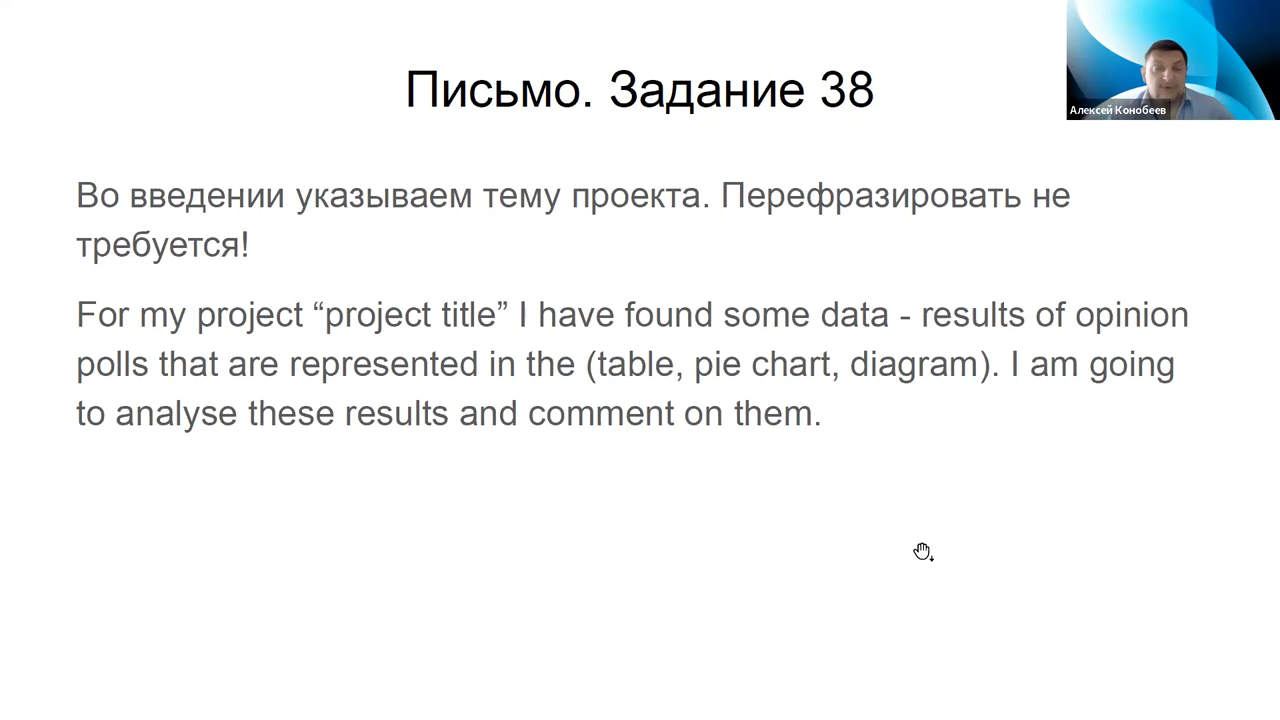 Письмо. Задание 38
Алексей Конобеев
Во введении указываем тему проекта. Перефразировать не
требуется!
For my project “project title” I have found some data - results of opinion
polls that are represented in the (table, pie chart, diagram). I am going
to analyse these results and comment on them.